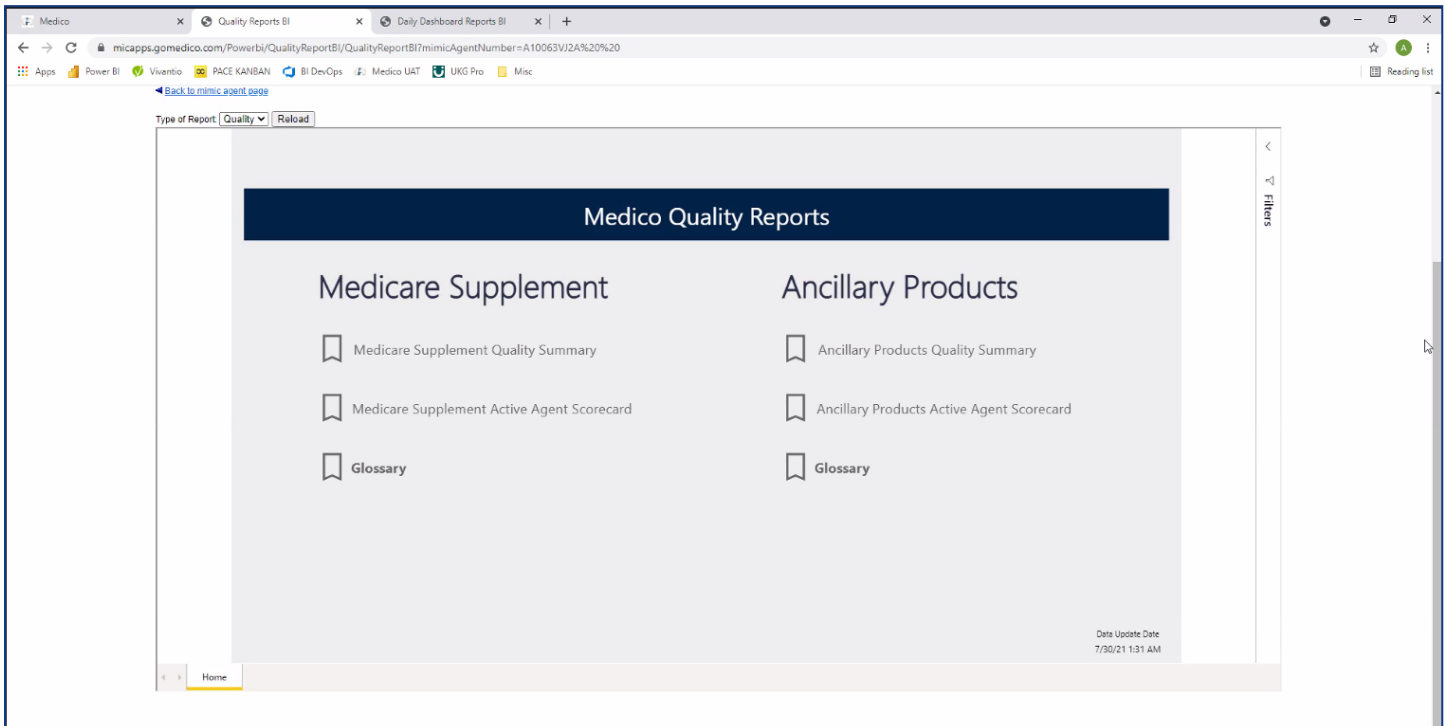 Medico
Quality Reports BI
Daily Dashboard Reports BI
micapps.gomedico.com/Powerbi/QualityReportBI/QualityReportBI?mimicAgentNumber=A10063VJ2A%20%20
A
Apps Power BI Vivantio PACE KANBAN BI DevOps Medico UAT UKG Pro Misc Reading list
Back to mimic agent page
Type of Report: Quality Reload
Filters
Medico Quality Reports
Medicare Supplement
Medicare Supplement Quality Summary
Medicare Supplement Active Agent Scorecard
Glossary
Ancillary Products
Ancillary Products Quality Summary
Ancillary Products Active Agent Scorecard
Glossary
Data Update Date
7/30/21 1:31 AM
Home